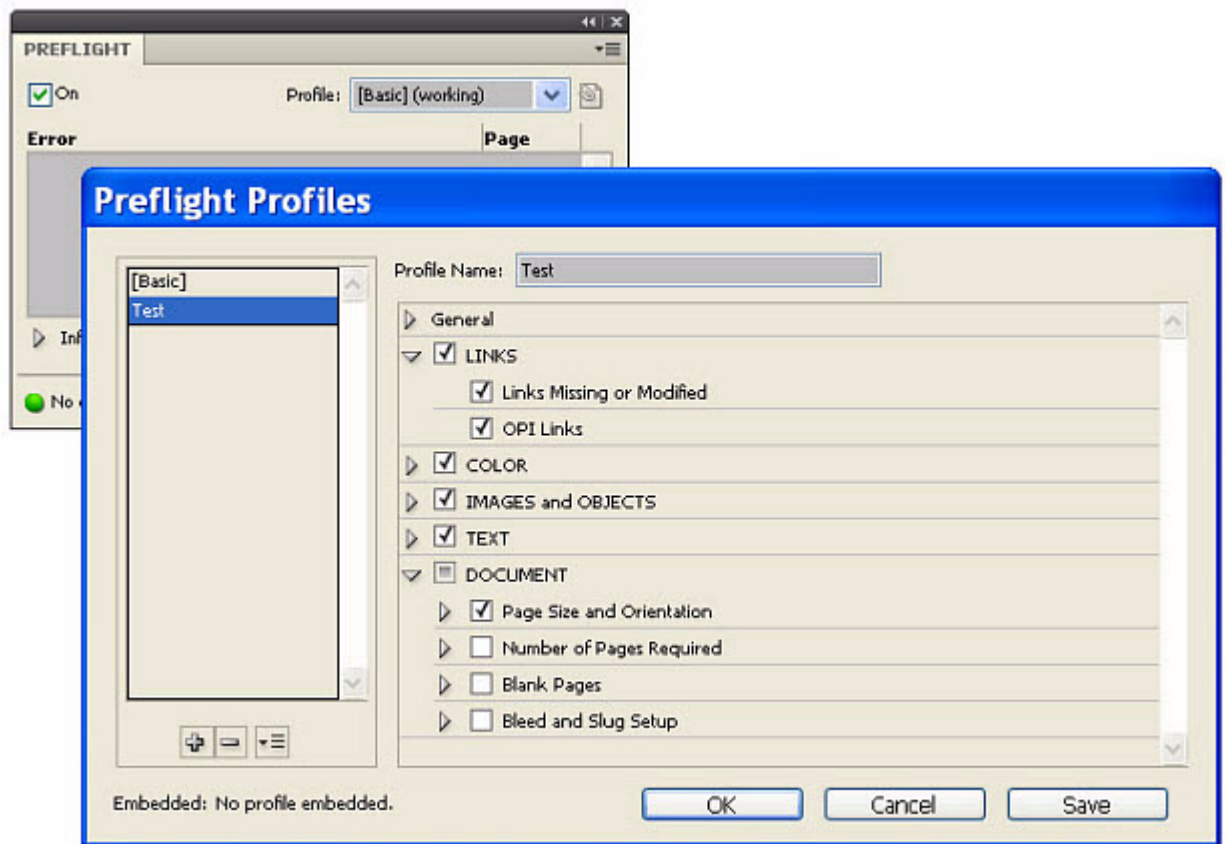 PREFLIGHT
On Profile: [Basic] (working)
Error Page
Preflight Profiles
[Basic]
Test
Profile Name: Test
General
LINKS
Links Missing or Modified
OPI Links
COLOR
IMAGES and OBJECTS
TEXT
DOCUMENT
Page Size and Orientation
Number of Pages Required
Blank Pages
Bleed and Slug Setup
No
Embedded: No profile embedded.
OK Cancel Save